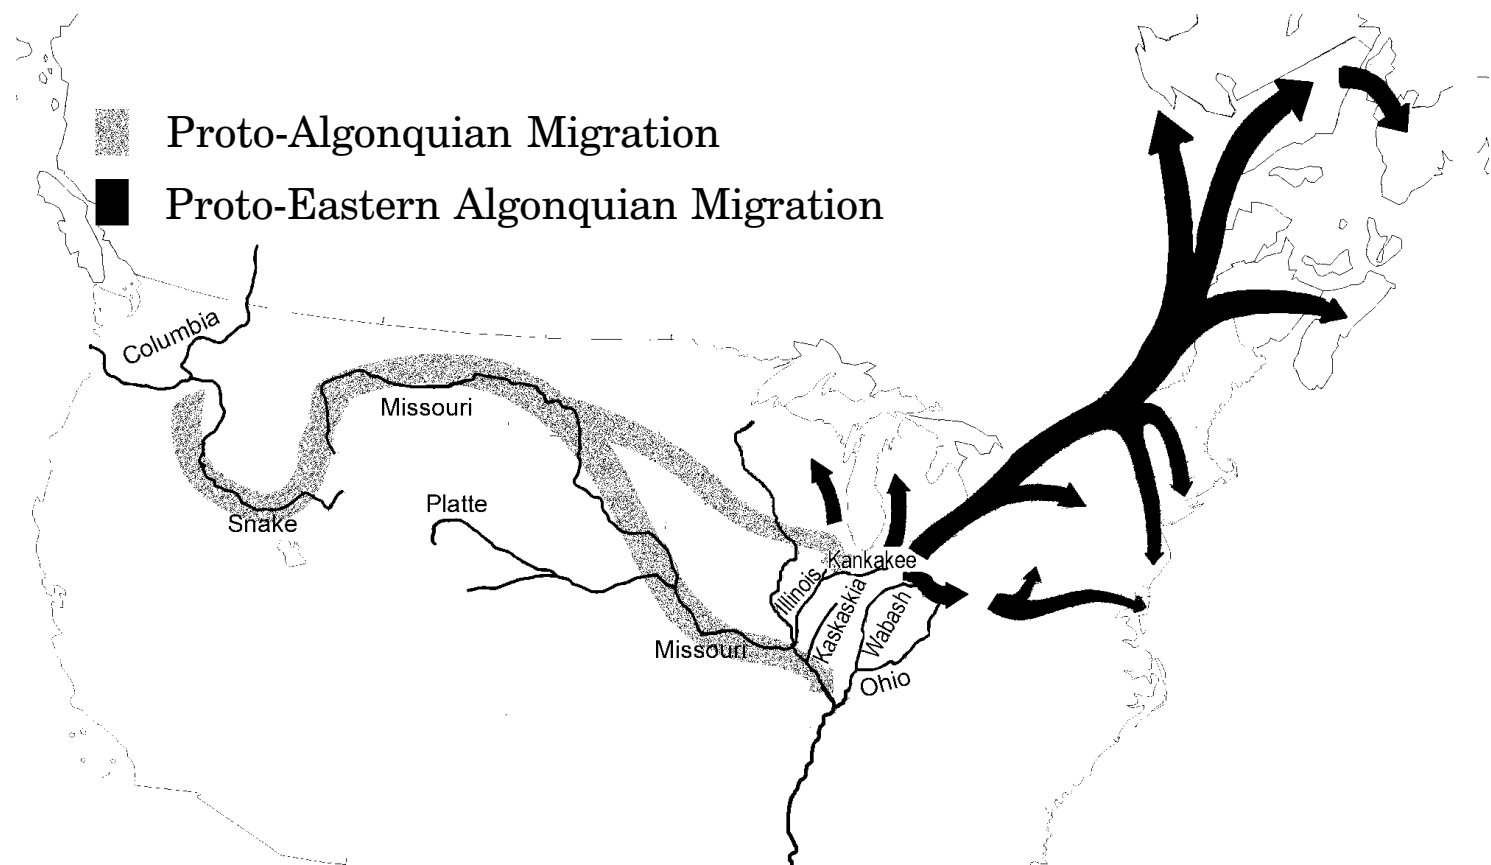 Proto-Algonquian Migration
Proto-Eastern Algonquian Migration
Columbia
Missouri
Snake
Platte
Kankakee
Illinois
Kaskaskia
Wabash
Missouri
Ohio